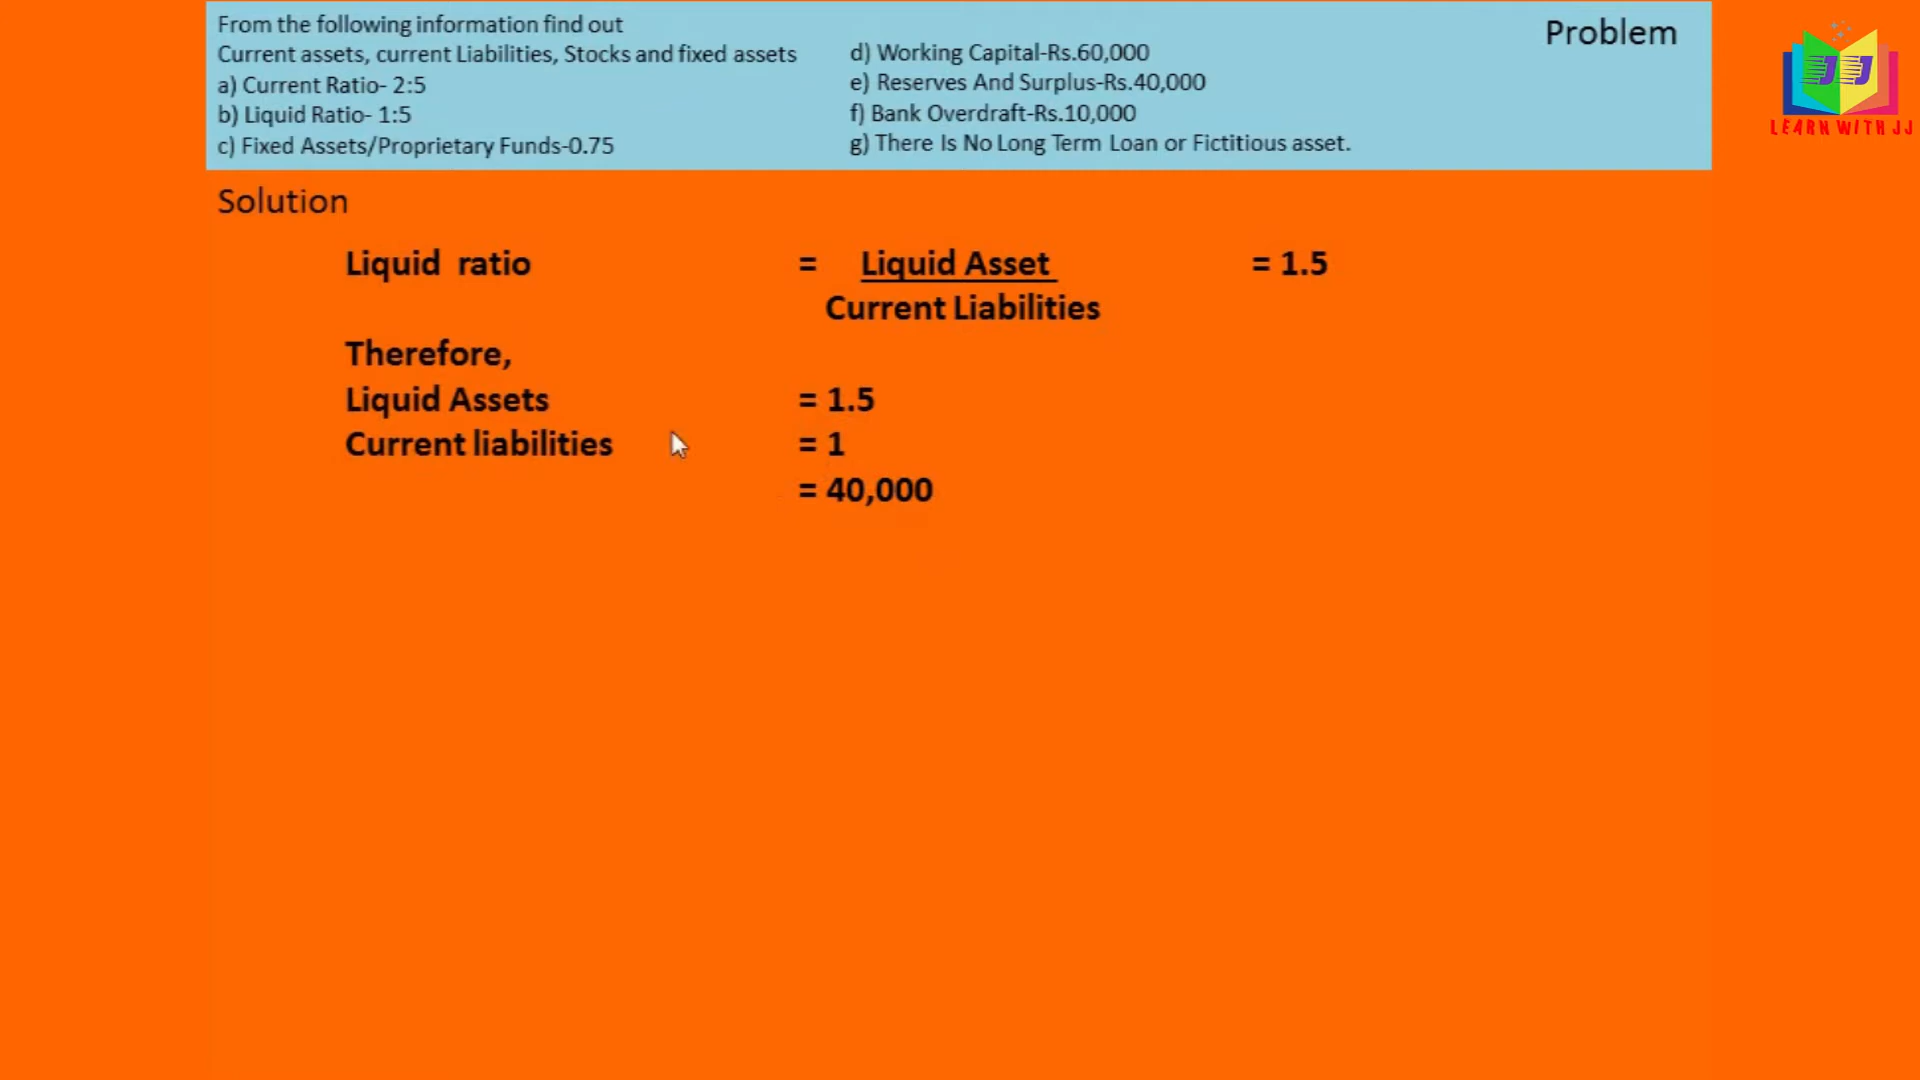 From the following information find out
Current assets, current Liabilities, Stocks and fixed assets
a) Current Ratio- 2:5
b) Liquid Ratio- 1:5
c) Fixed Assets/Proprietary Funds-0.75
d) Working Capital-Rs.60,000
e) Reserves And Surplus-Rs.40,000
f) Bank Overdraft-Rs.10,000
g) There Is No Long Term Loan or Fictitious asset.
Problem
JJ
LEARN WITH JJ
Solution
Liquid ratio = Liquid Asset = 1.5
Current Liabilities
Therefore,
Liquid Assets = 1.5
Current liabilities = 1
= 40,000